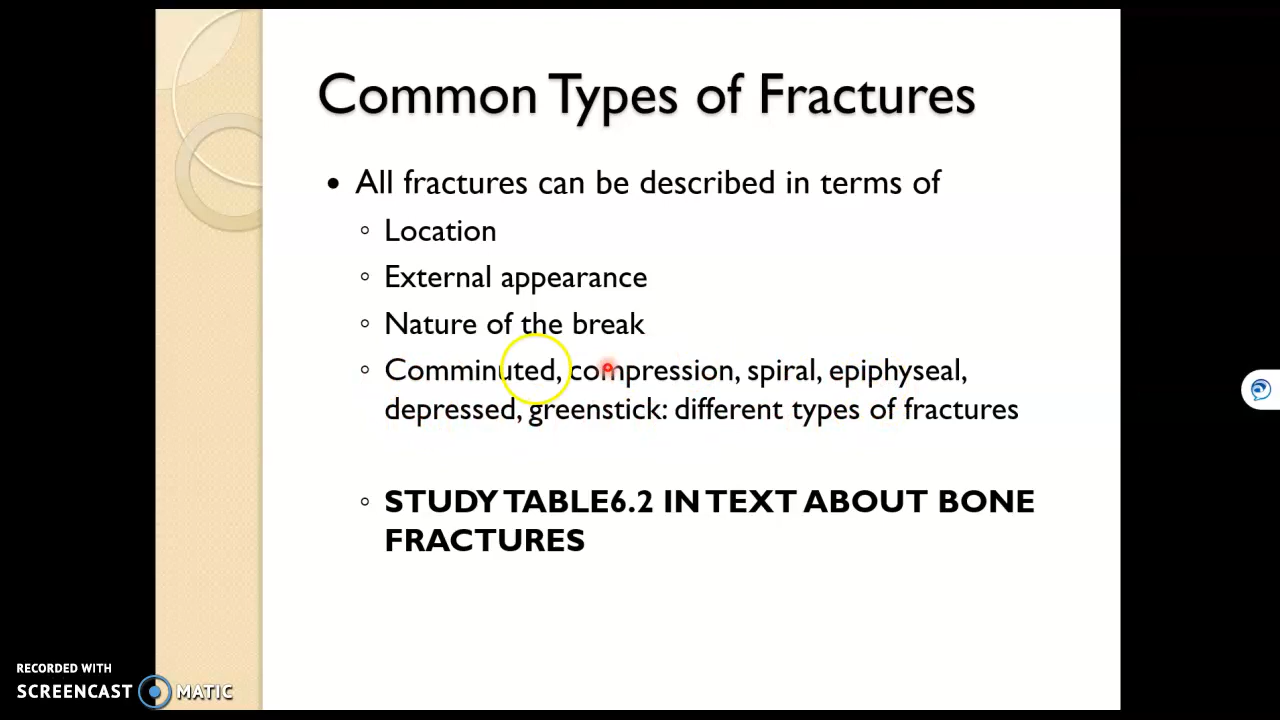 Common Types of Fractures
• All fractures can be described in terms of
◦ Location
◦ External appearance
◦ Nature of the break
◦ Comminuted, compression, spiral, epiphyseal,
depressed, greenstick: different types of fractures
◦ STUDY TABLE6.2 IN TEXT ABOUT BONE
FRACTURES
RECORDED WITH
SCREENCAST MATIC